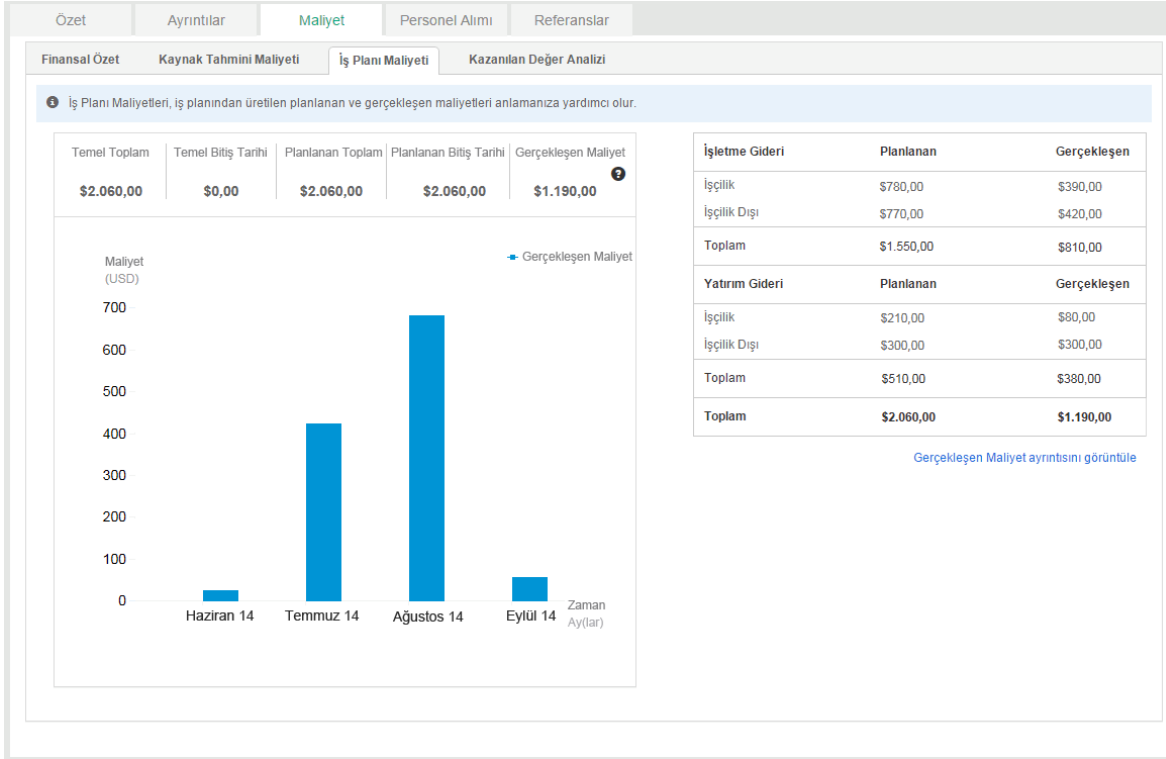 Özet Ayrıntılar Maliyet Personel Alımı Referanslar
Finansal Özet Kaynak Tahmini Maliyeti İş Planı Maliyeti Kazanılan Değer Analizi
İş Planı Maliyetleri, iş planından üretilen planlanan ve gerçekleşen maliyetleri anlamanıza yardımcı olur.
Temel Toplam Temel Bitiş Tarihi Planlanan Toplam Planlanan Bitiş Tarihi Gerçekleşen Maliyet
$2.060,00 $0,00 $2.060,00 $2.060,00 $1.190,00
Gerçekleşen Maliyet
Maliyet
(USD)
700
600
500
400
300
200
100
0
Haziran 14 Temmuz 14 Ağustos 14 Eylül 14
Zaman
Ay(lar)
İşletme Gideri Planlanan Gerçekleşen
İşçilik $780,00 $390,00
İşçilik Dışı $770,00 $420,00
Toplam $1.550,00 $810,00
Yatırım Gideri Planlanan Gerçekleşen
İşçilik $210,00 $80,00
İşçilik Dışı $300,00 $300,00
Toplam $510,00 $380,00
Toplam $2.060,00 $1.190,00
Gerçekleşen Maliyet ayrıntısını görüntüle